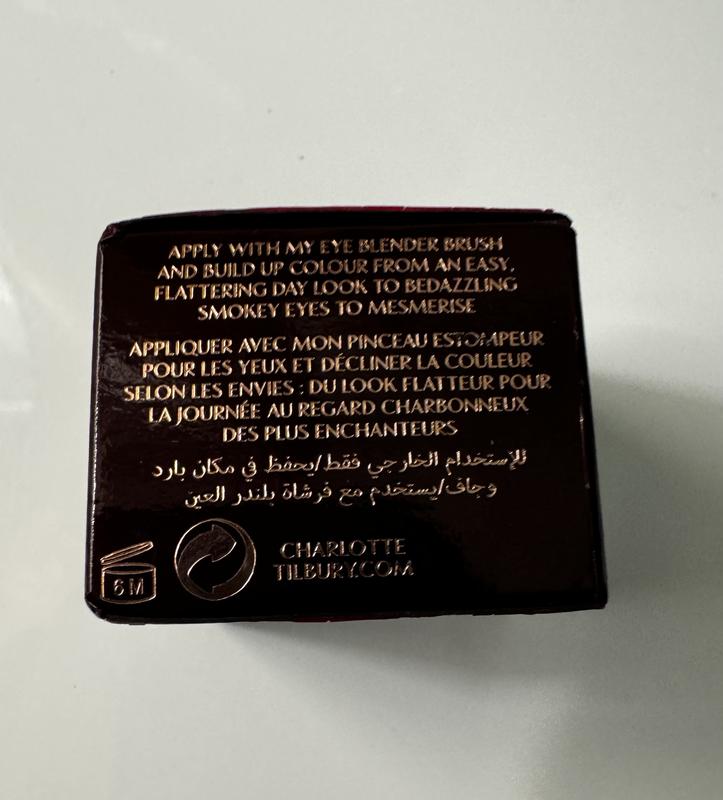 APPLY WITH MY EYE BLENDER BRUSH
AND BUILD UP COLOUR FROM AN EASY,
FLATTERING DAY LOOK TO BEDAZZLING
SMOKEY EYES TO MESMERISE
APPLIQUER AVEC MON PINCEAU ESTOMPEUR
POUR LES YEUX ET DÉCLINER LA COULEUR
SELON LES ENVIES : DU LOOK FLATTEUR POUR
LA JOURNÉE AU REGARD CHARBONNEUX
DES PLUS ENCHANTEURS
للإستخدام الخارجي فقط/يحفظ في مكان بارد
وجاف/يستخدم مع فرشاة بلندر العين
6 M
CHARLOTTE
TILBURY.COM